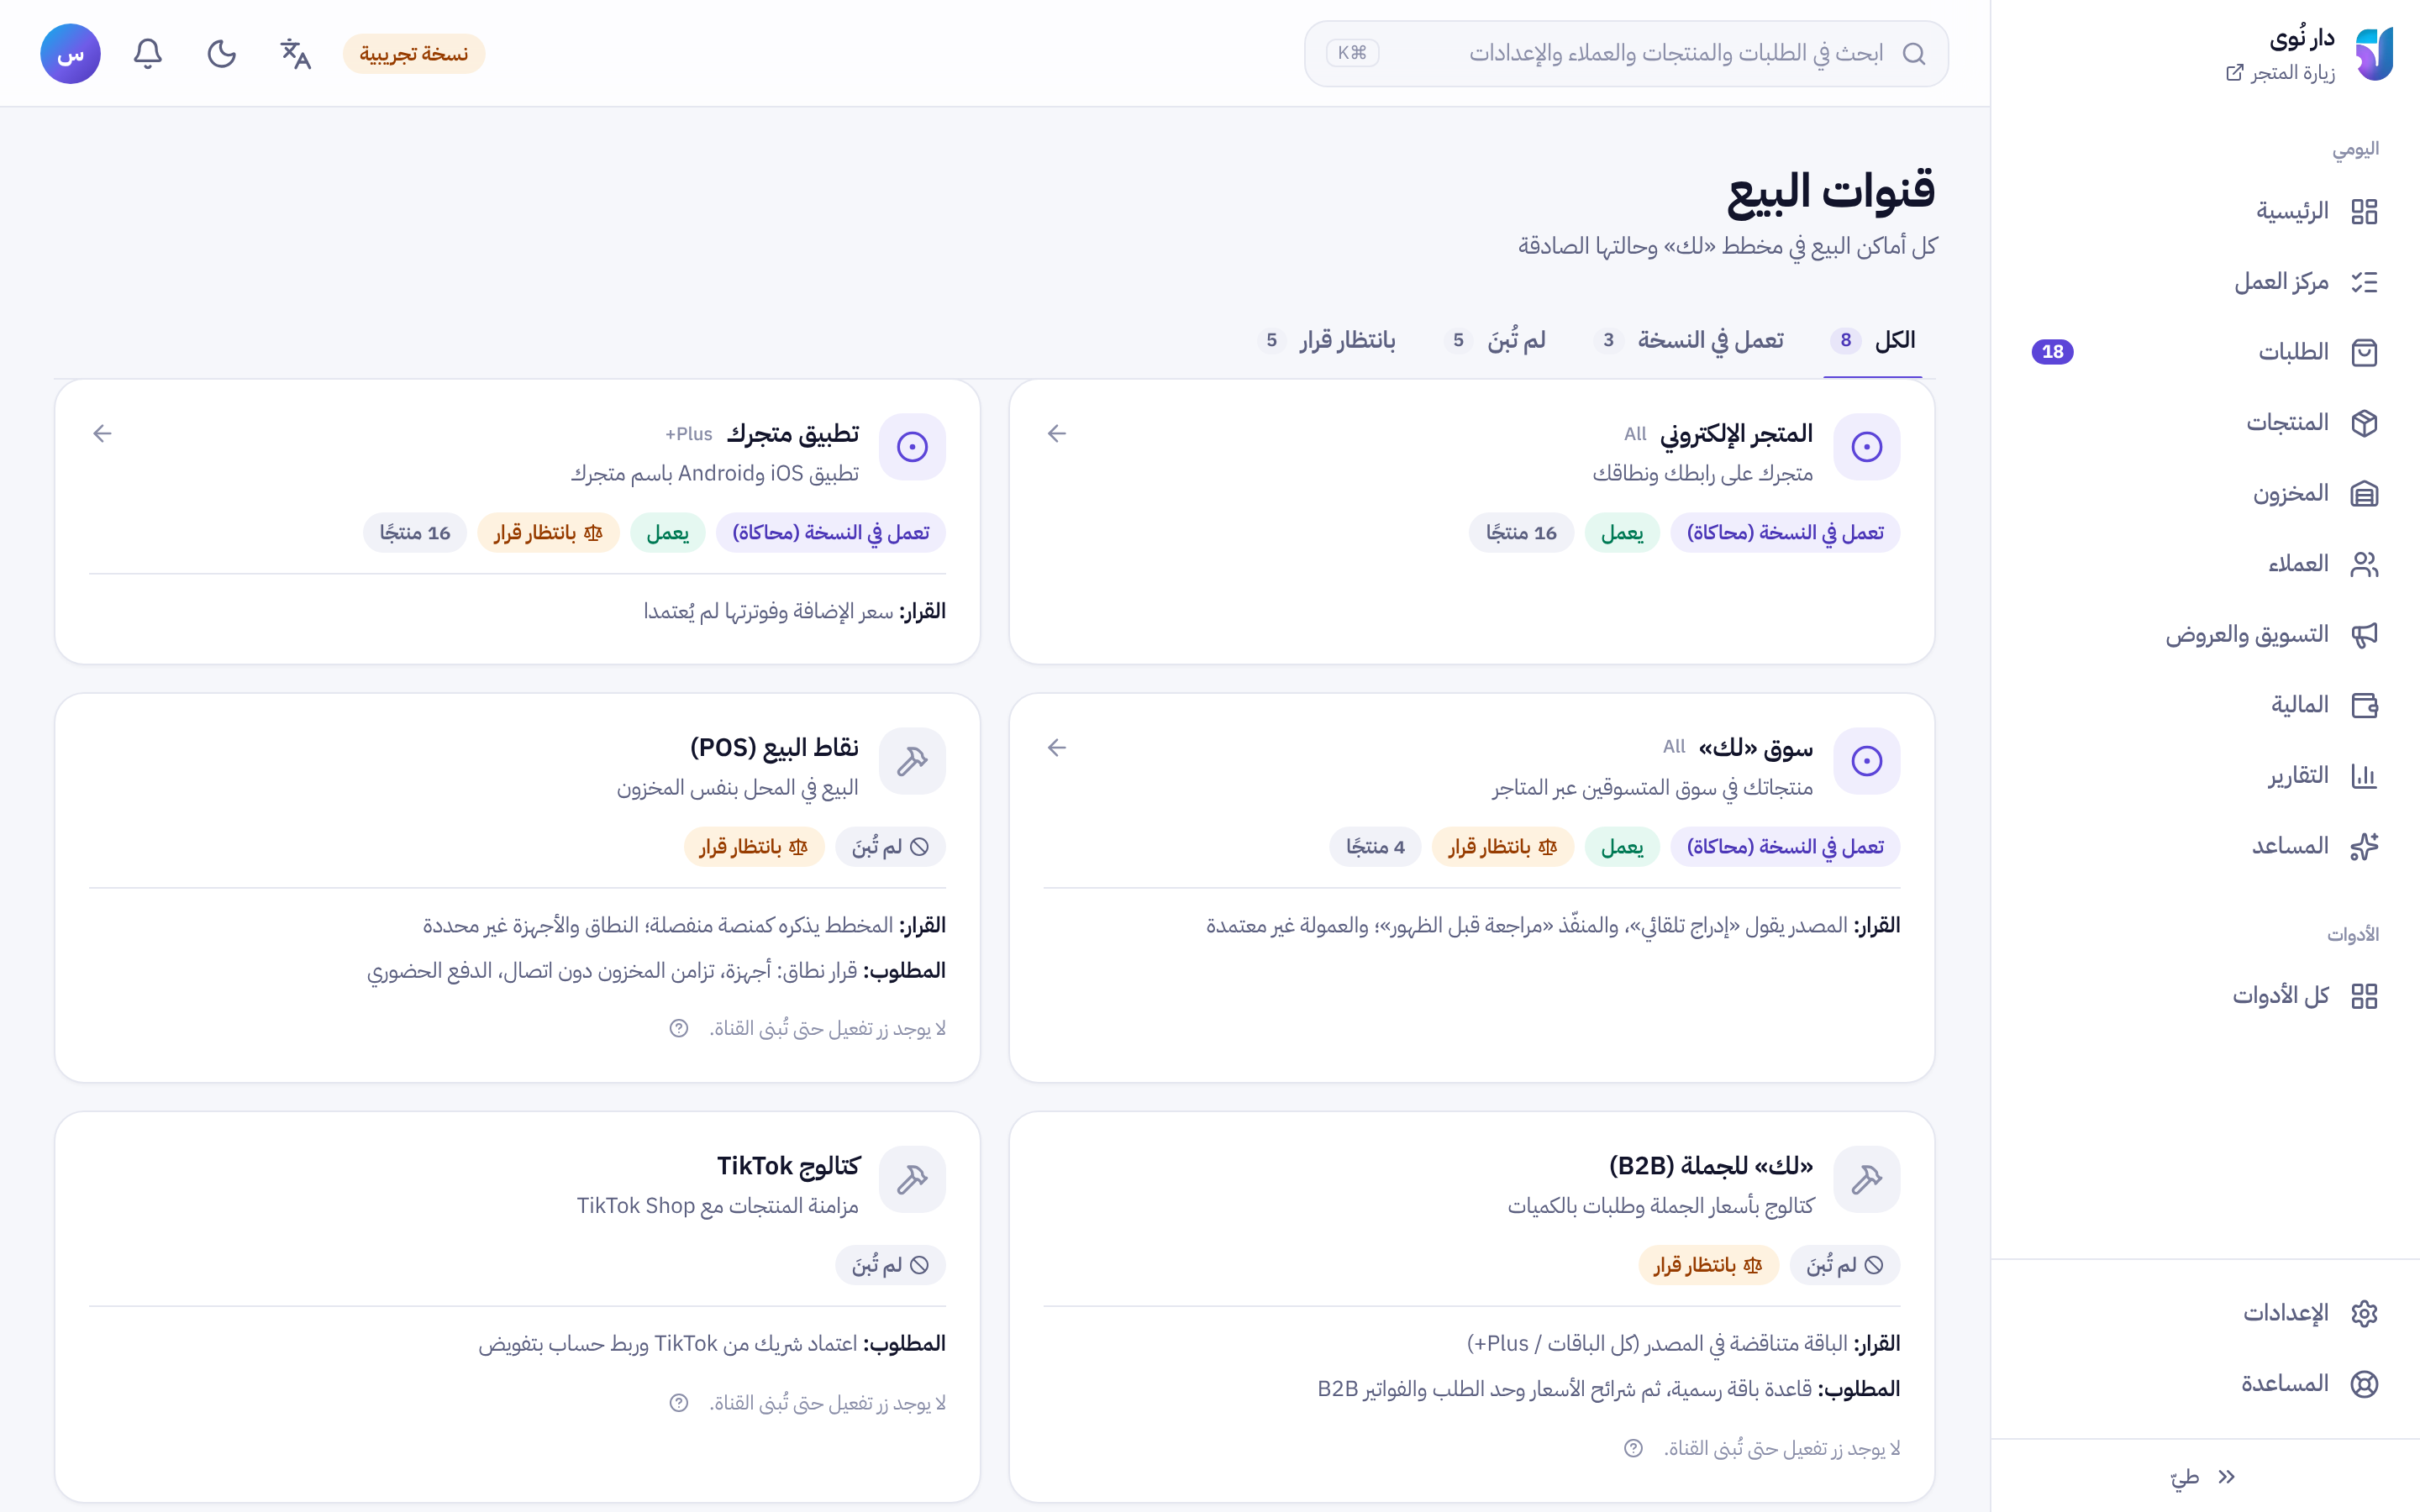 دار نُوى
زيارة المتجر
اليومي
الرئيسية
مركز العمل
الطلبات 18
المنتجات
المخزون
العملاء
التسويق والعروض
المالية
التقارير
المساعد
الأدوات
كل الأدوات
الإعدادات
المساعدة
طيّ
ابحث في الطلبات والمنتجات والعملاء والإعدادات ⌘K
نسخة تجريبية
س
قنوات البيع
كل أماكن البيع في مخطط «لك» وحالتها الصادقة
الكل 8 تعمل في النسخة 3 لم تُبنَ 5 بانتظار قرار 5
المتجر الإلكتروني All
متجرك على رابطك ونطاقك
تعمل في النسخة (محاكاة) يعمل 16 منتجًا
تطبيق متجرك Plus+
تطبيق iOS وAndroid باسم متجرك
تعمل في النسخة (محاكاة) يعمل بانتظار قرار 16 منتجًا
القرار: سعر الإضافة وفوترتها لم يُعتمدا
سوق «لك» All
منتجاتك في سوق المتسوقين عبر المتاجر
تعمل في النسخة (محاكاة) يعمل بانتظار قرار 4 منتجًا
القرار: المصدر يقول «إدراج تلقائي»، والمنفّذ «مراجعة قبل الظهور»؛ والعمولة غير معتمدة
نقاط البيع (POS)
البيع في المحل بنفس المخزون
لم تُبنَ بانتظار قرار
القرار: المخطط يذكره كمنصة منفصلة؛ النطاق والأجهزة غير محددة
المطلوب: قرار نطاق: أجهزة، تزامن المخزون دون اتصال، الدفع الحضوري
لا يوجد زر تفعيل حتى تُبنى القناة.
«لك» للجملة (B2B)
كتالوج بأسعار الجملة وطلبات بالكميات
لم تُبنَ بانتظار قرار
القرار: الباقة متناقضة في المصدر (كل الباقات / Plus+)
المطلوب: قاعدة باقة رسمية، ثم شرائح الأسعار وحد الطلب والفواتير B2B
لا يوجد زر تفعيل حتى تُبنى القناة.
كتالوج TikTok
مزامنة المنتجات مع TikTok Shop
لم تُبنَ
المطلوب: اعتماد شريك من TikTok وربط حساب بتفويض
لا يوجد زر تفعيل حتى تُبنى القناة.